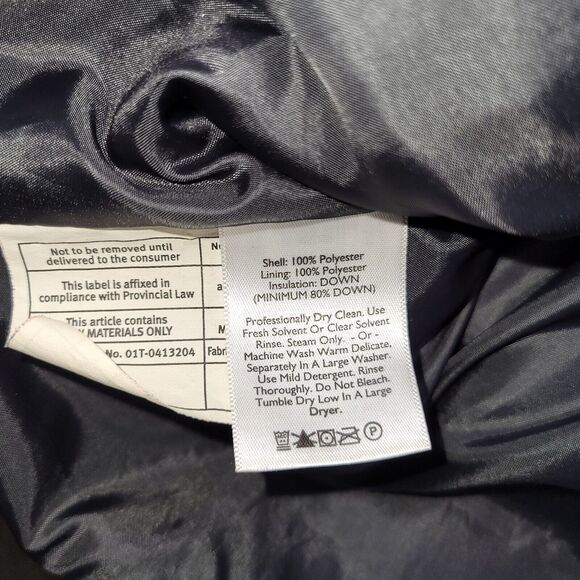 Not to be removed until
delivered to the consumer
This label is affixed in
compliance with Provincial Law
This article contains
MATERIALS ONLY
No. 01T-0413204
Shell: 100% Polyester
Lining: 100% Polyester
Insulation: DOWN
(MINIMUM 80% DOWN)
Professionally Dry Clean. Use
Fresh Solvent Or Clear Solvent
Rinse. Steam Only. - Or -
Machine Wash Warm Delicate,
Separately In A Large Washer.
Use Mild Detergent. Rinse
Thoroughly. Do Not Bleach.
Tumble Dry Low In A Large
Dryer.
P